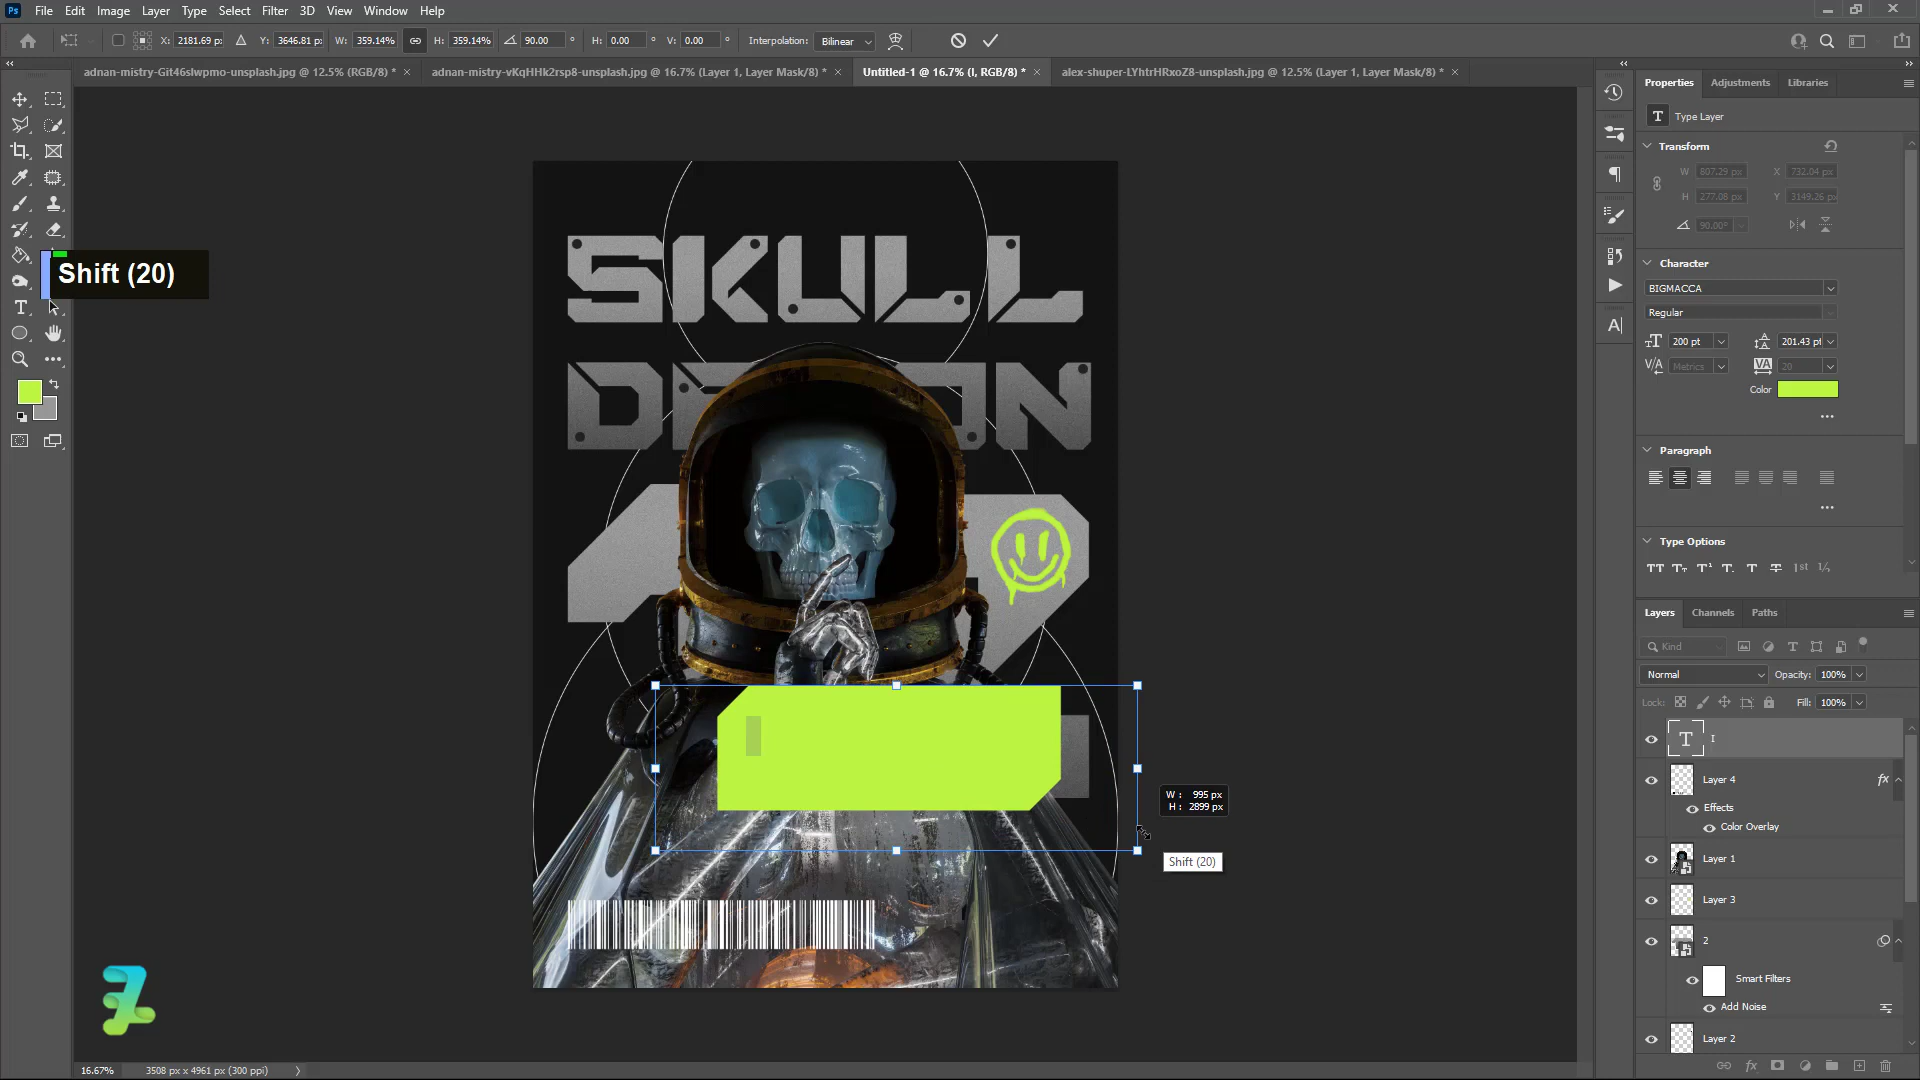 Ps File Edit Image Layer Type Select Filter 3D View Window Help
X: 2181.69 px Y: 3646.81 px W: 359.14% H: 359.14% 90.00 ° H: 0.00 ° V: 0.00 ° Interpolation: Bilinear
adnan-mistry-Git46slwpmo-unsplash.jpg @ 12.5% (RGB/8) * × adnan-mistry-vKqHHk2rsp8-unsplash.jpg @ 16.7% (Layer 1, Layer Mask/8) * × Untitled-1 @ 16.7% (I, RGB/8) * × alex-shuper-LYhtrHRxoZ8-unsplash.jpg @ 12.5% (Layer 1, Layer Mask/8) * ×
Properties Adjustments Libraries
T Type Layer
Transform
W 807.29 px X 732.04 px
H 277.08 px Y 3149.26 px
90.00°
Character
BIGMACCA
Regular
200 pt 201.43 pt
Metrics 20
Color
Paragraph
Type Options
Layers Channels Paths
Kind
Normal Opacity: 100%
Lock: Fill: 100%
T I
Layer 4 fx
Effects
Color Overlay
Layer 1
Layer 3
2
Smart Filters
Add Noise
Layer 2
Shift (20)
SKULL
W : 995 px
H : 2899 px
Shift (20)
16.67% 3508 px x 4961 px (300 ppi)